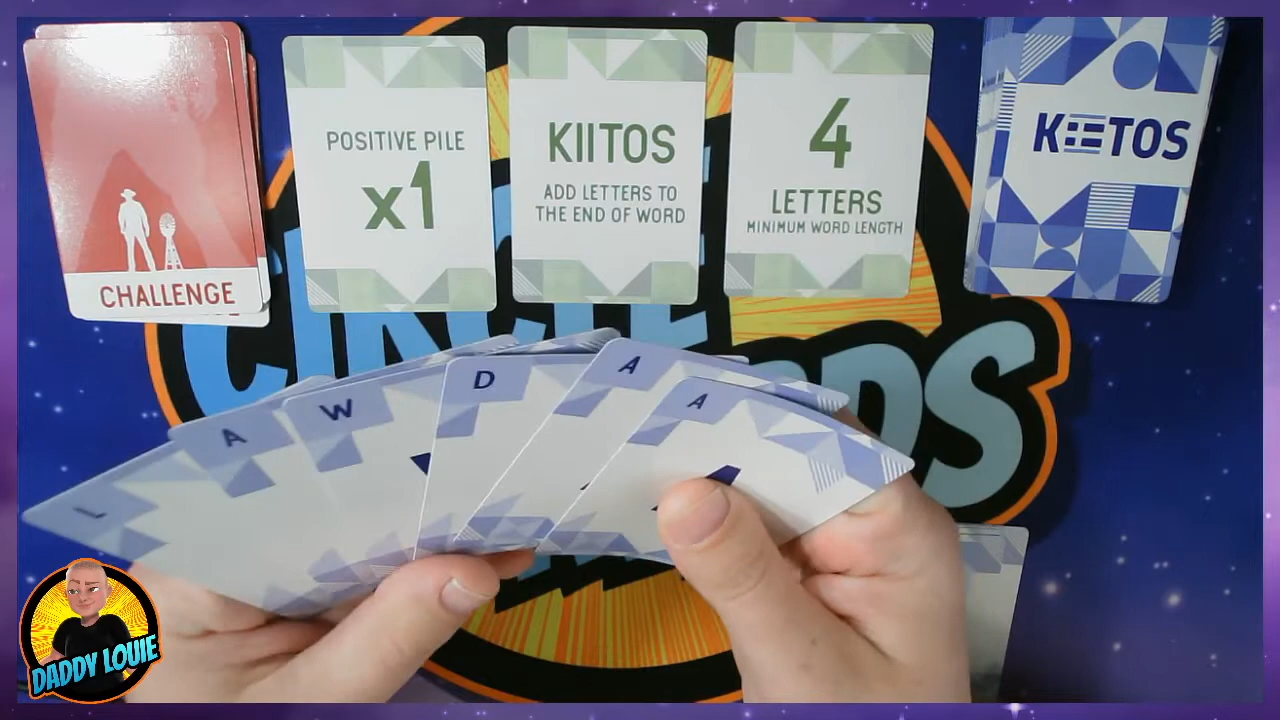 CHALLENGE
POSITIVE PILE
x1
KIITOS
ADD LETTERS TO
THE END OF WORD
4
LETTERS
MINIMUM WORD LENGTH
KIITOS
L
A
W
D
A
A
DADDY LOUIE